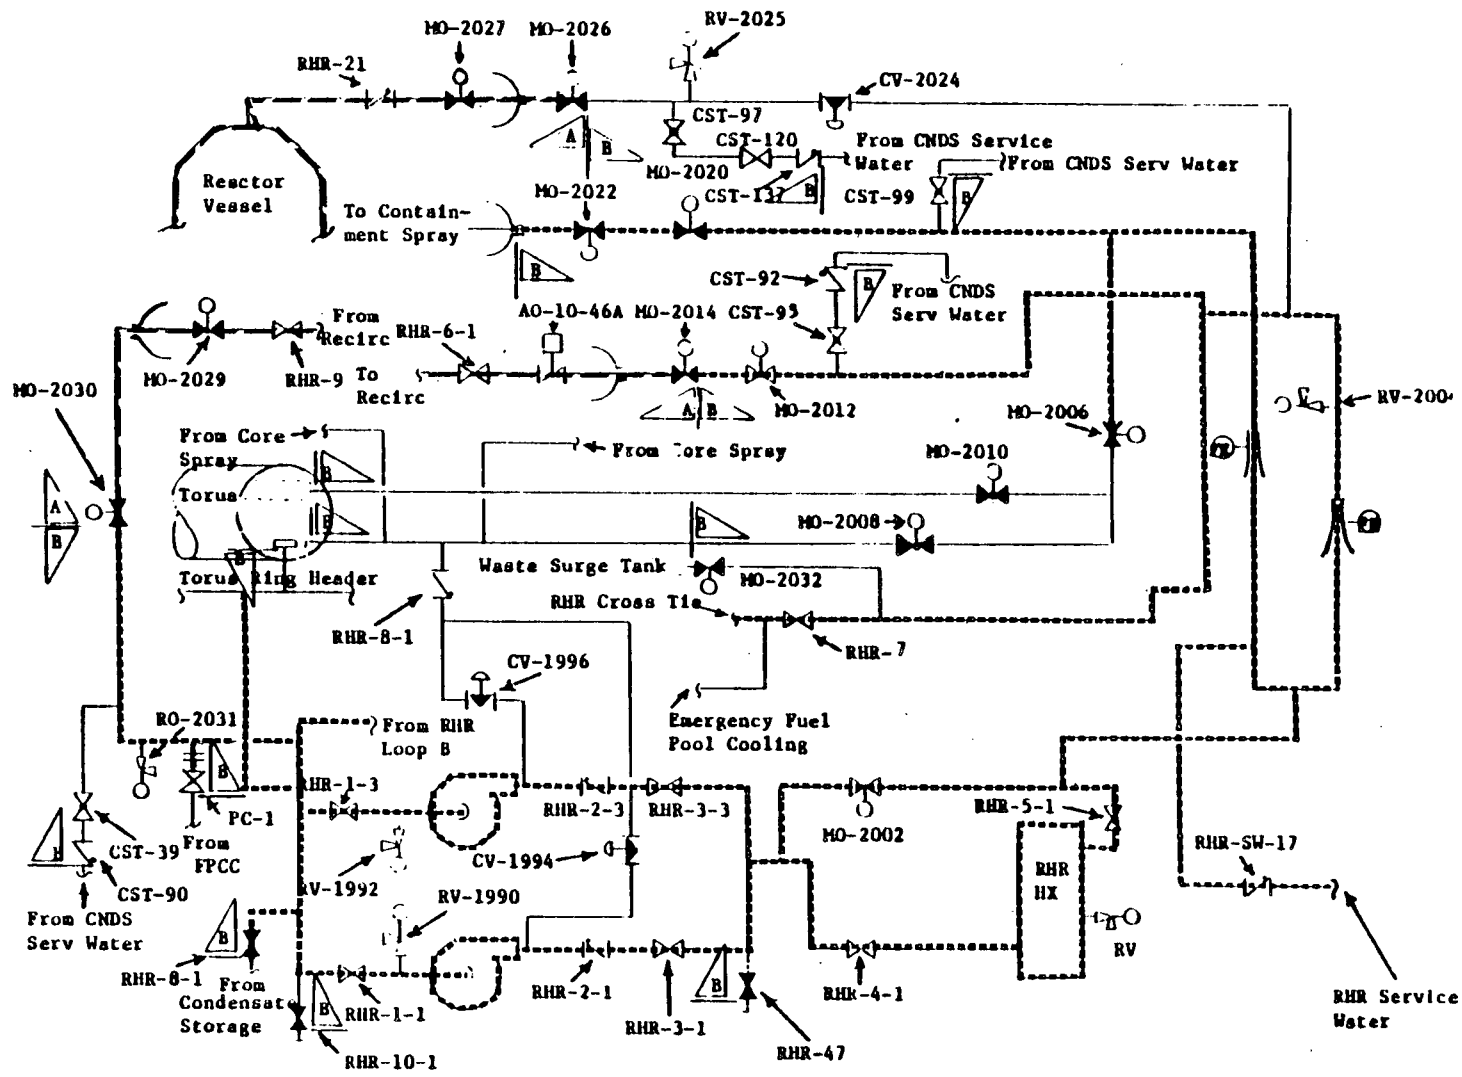 MO-2027
MO-2026
RV-2025
RHR-21
CV-2024
CST-97
CST-120
From CNDS Service
Water
From CNDS Serv Water
A
B
MO-2020
MO-2022
CST-137
B
CST-99
B
Reactor
Vessel
To Contain-
ment Spray
B
CST-92
B
From CNDS
Serv Water
AO-10-46A
MO-2014
CST-95
From
Recirc
RHR-6-1
MO-2029
RHR-9
To
Recirc
MO-2030
MO-2012
A
B
RV-200
MO-2006
From Core
Spray
B
From Core Spray
MO-2010
Torus
A
B
B
B
MO-2008
B
Torus Ring Header
Waste Surge Tank
MO-2032
RHR Cross Tie
RHR-8-1
RHR-7
CV-1996
RO-2031
From RHR
Loop B
Emergency Fuel
Pool Cooling
B
RHR-1-3
RHR-2-3
RHR-3-3
MO-2002
RHR-5-1
PC-1
From
FPCC
B
CST-39
CST-90
RV-1992
CV-1994
RHR
HX
RHR-SW-17
RV-1990
From CNDS
Serv Water
B
RV
RHR-8-1
From
Condensate
Storage
B
RHR-1-1
RHR-2-1
B
RHR-4-1
RHR-3-1
RHR-10-1
RHR-47
RHR Service
Water